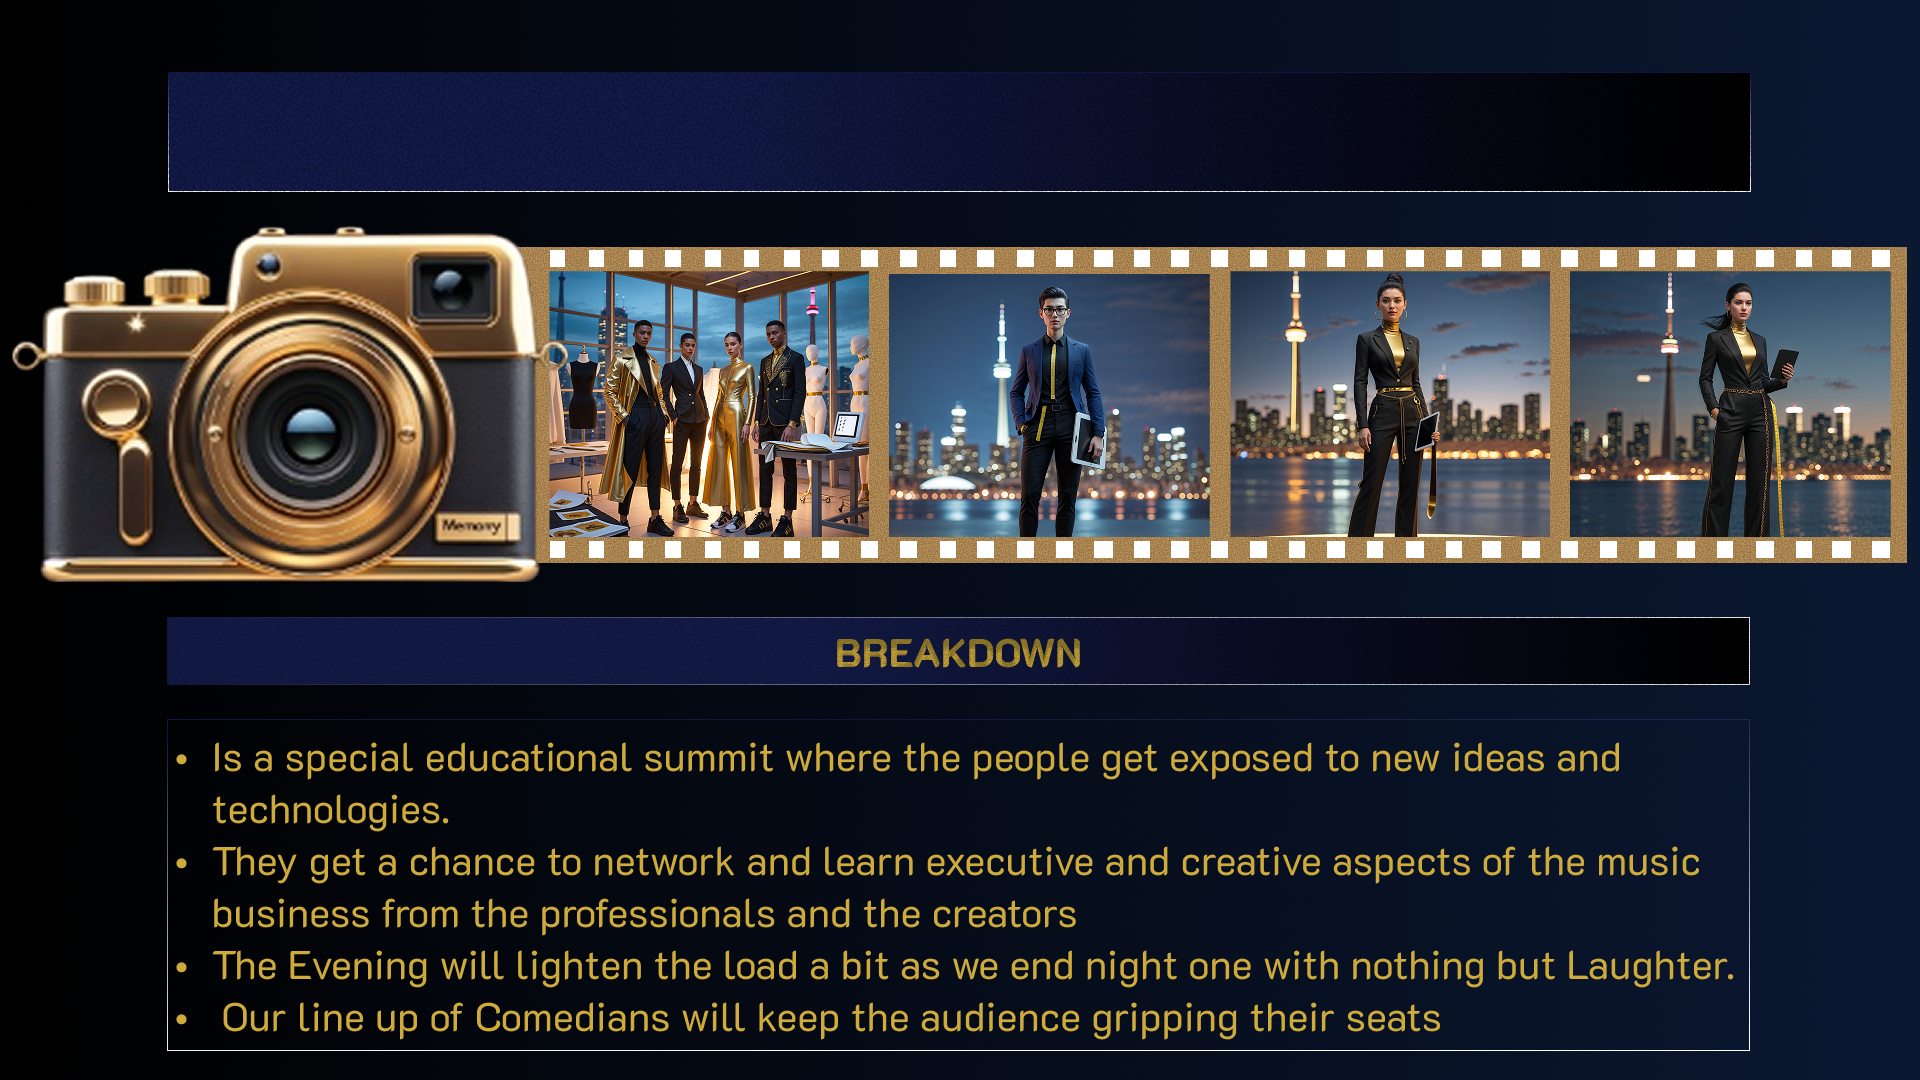 Memory
BREAKDOWN
• Is a special educational summit where the people get exposed to new ideas and
technologies.
• They get a chance to network and learn executive and creative aspects of the music
business from the professionals and the creators
• The Evening will lighten the load a bit as we end night one with nothing but Laughter.
• Our line up of Comedians will keep the audience gripping their seats